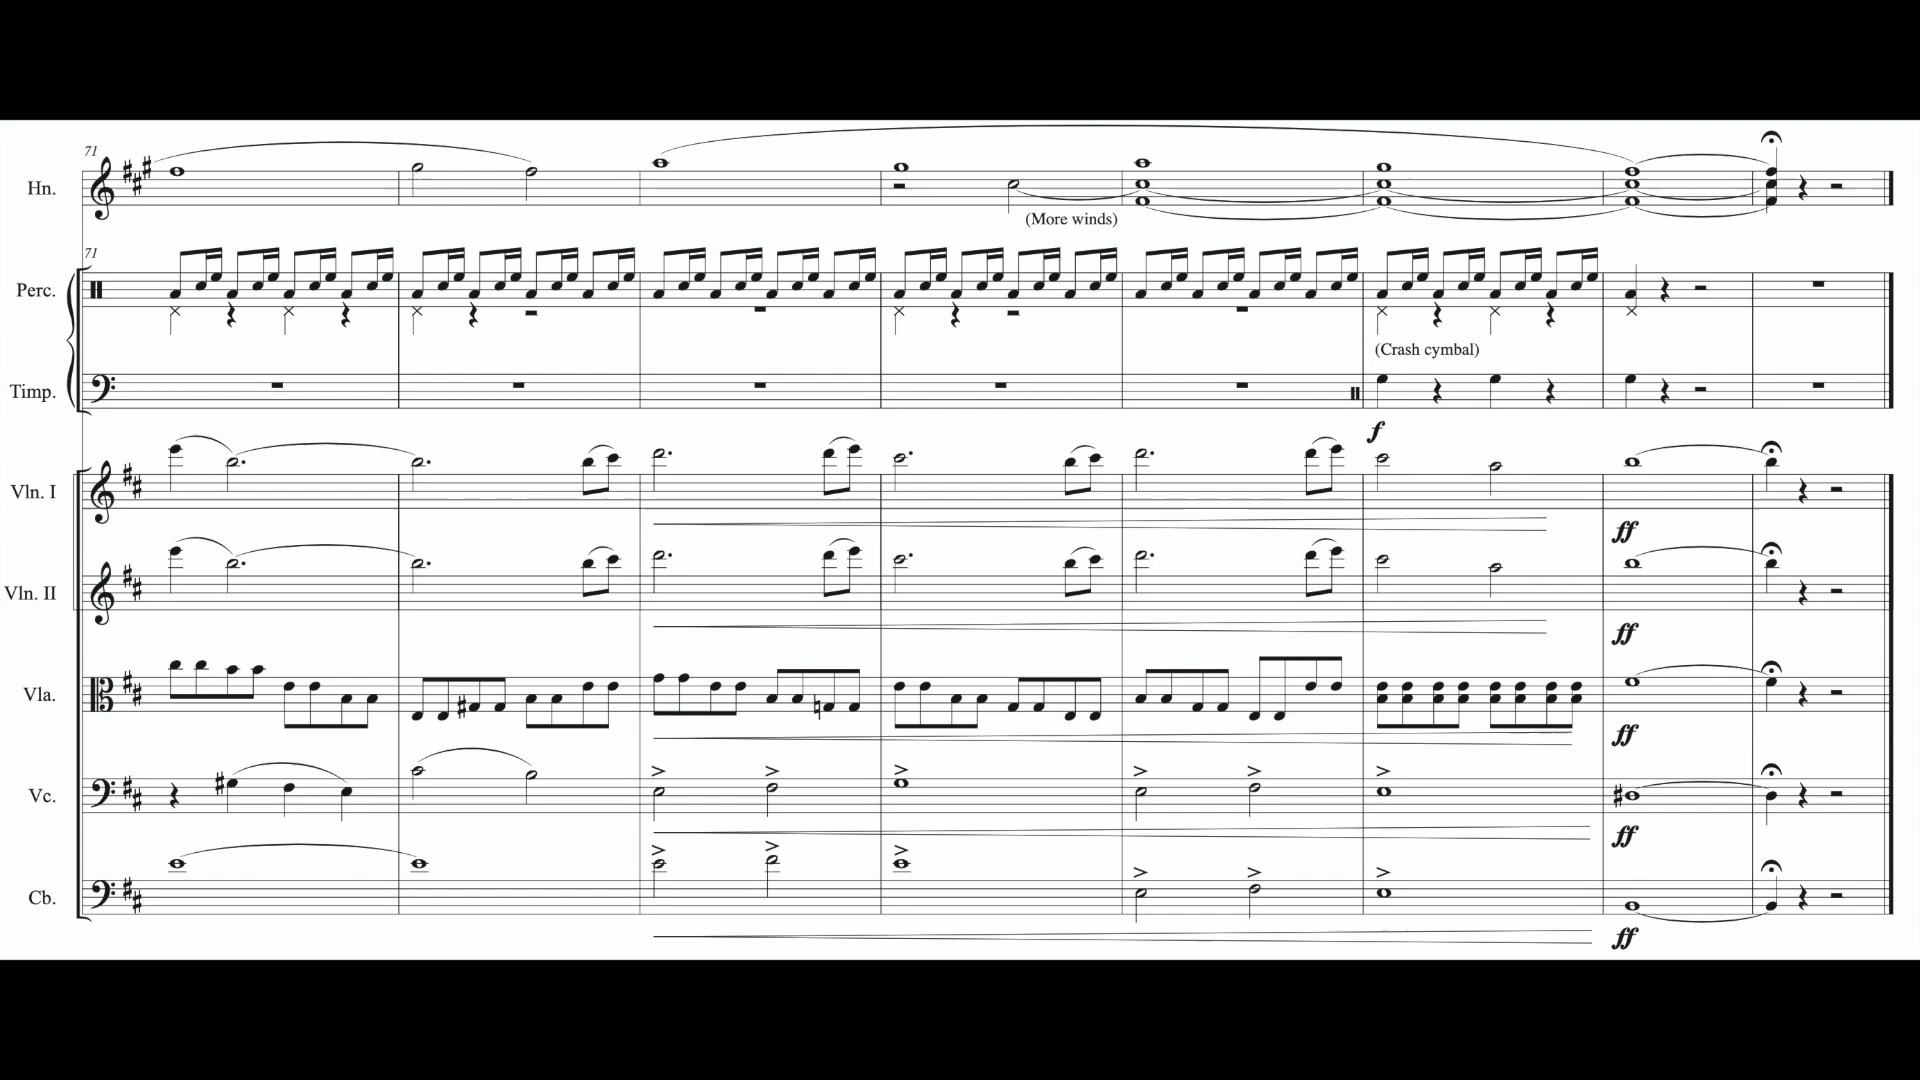 71
Hn.
(More winds)
71
Perc.
(Crash cymbal)
Timp.
f
Vln. I
ff
Vln. II
ff
Vla.
ff
Vc.
ff
Cb.
ff